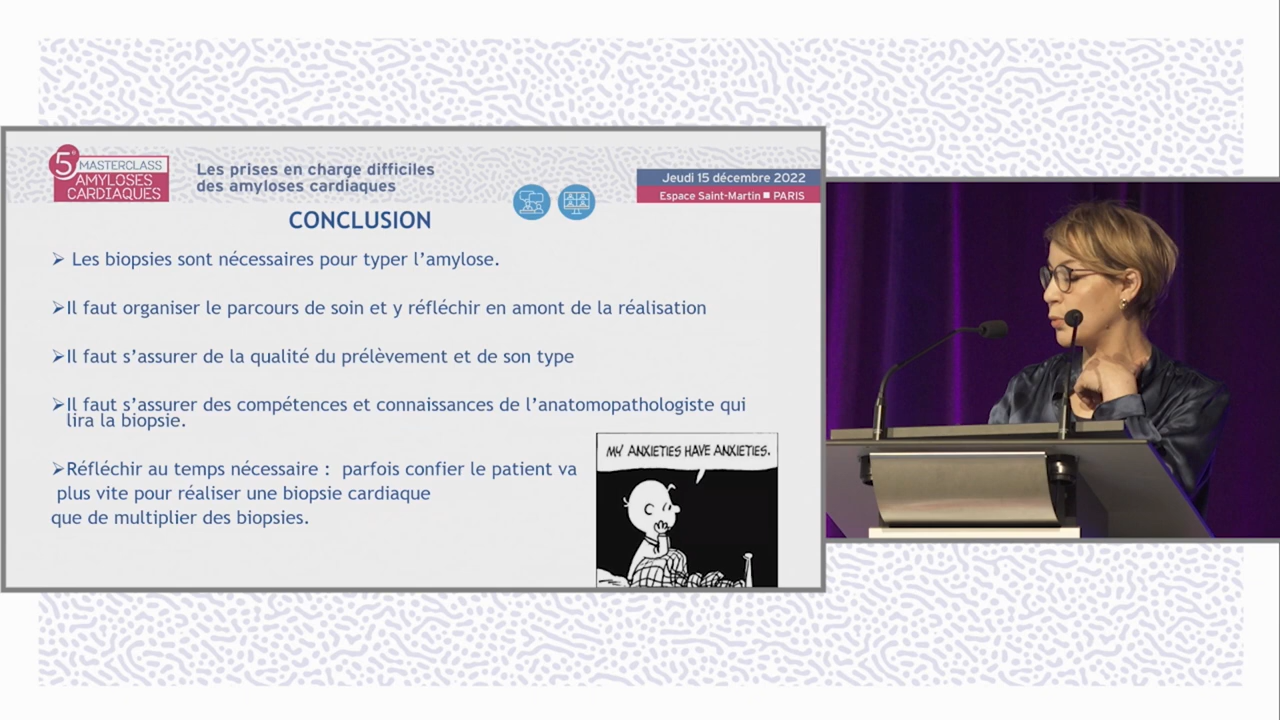 5e MASTERCLASS
AMYLOSES
CARDIAQUES
Les prises en charge difficiles
des amyloses cardiaques
Jeudi 15 décembre 2022
Espace Saint-Martin ■ PARIS
CONCLUSION
➢ Les biopsies sont nécessaires pour typer l’amylose.
➢Il faut organiser le parcours de soin et y réfléchir en amont de la réalisation
➢Il faut s’assurer de la qualité du prélèvement et de son type
➢Il faut s’assurer des compétences et connaissances de l’anatomopathologiste qui
lira la biopsie.
➢Réfléchir au temps nécessaire : parfois confier le patient va
plus vite pour réaliser une biopsie cardiaque
que de multiplier des biopsies.
MY ANXIETIES HAVE ANXIETIES.